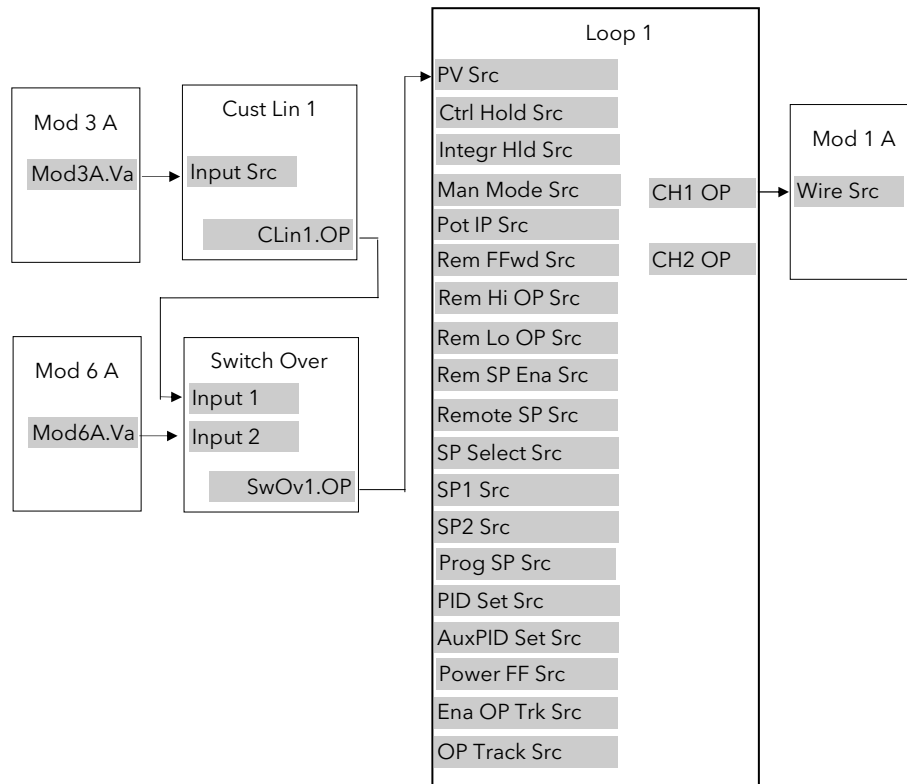 Mod 3 A
Mod3A.Va
Cust Lin 1
Input Src
CLin1.OP
Mod 6 A
Mod6A.Va
Switch Over
Input 1
Input 2
SwOv1.OP
Loop 1
PV Src
Ctrl Hold Src
Integr Hld Src
Man Mode Src
Pot IP Src
Rem FFwd Src
Rem Hi OP Src
Rem Lo OP Src
Rem SP Ena Src
Remote SP Src
SP Select Src
SP1 Src
SP2 Src
Prog SP Src
PID Set Src
AuxPID Set Src
Power FF Src
Ena OP Trk Src
OP Track Src
CH1 OP
CH2 OP
Mod 1 A
Wire Src